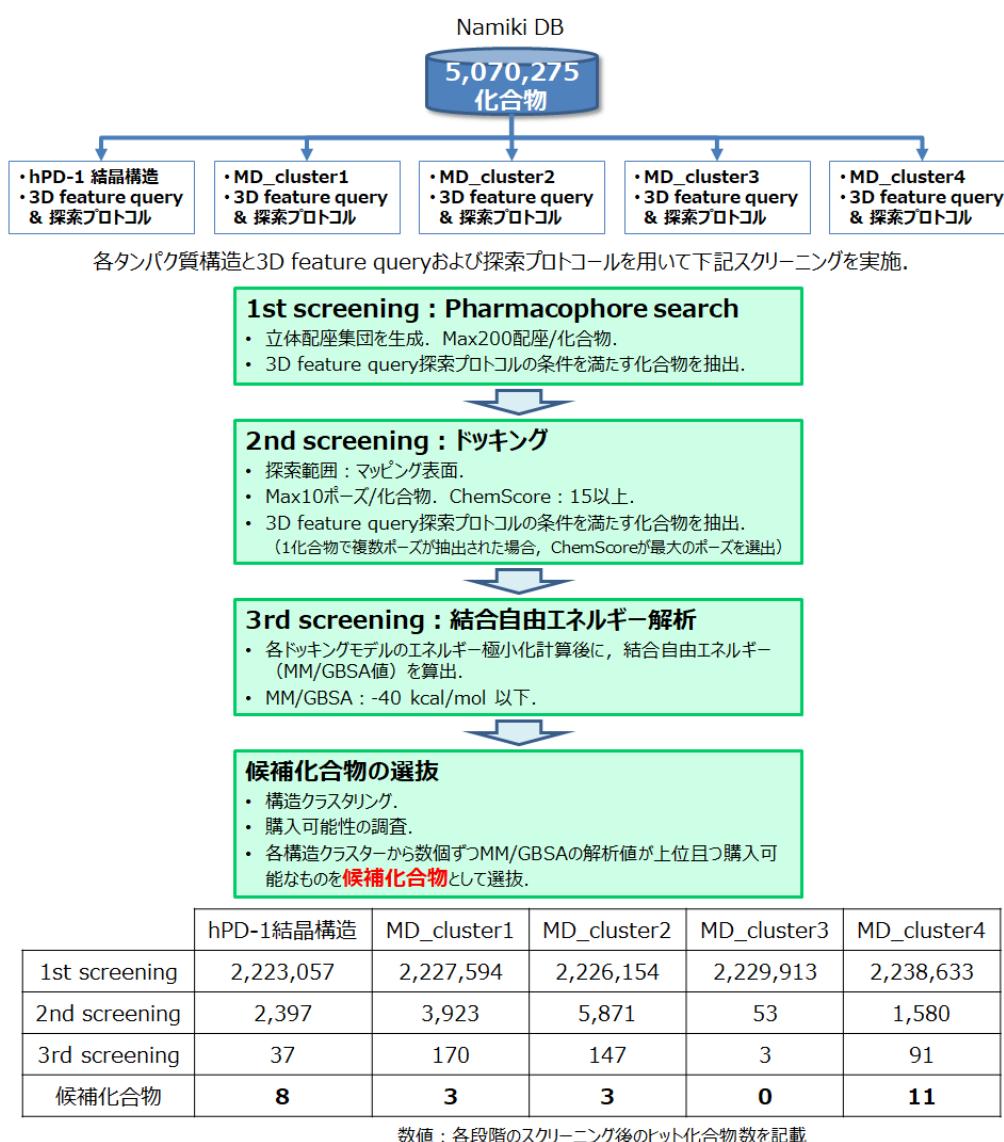 Namiki DB
5,070,275
化合物
・hPD-1 結晶構造
・3D feature query
& 探索プロトコル
・MD_cluster1
・3D feature query
& 探索プロトコル
・MD_cluster2
・3D feature query
& 探索プロトコル
・MD_cluster3
・3D feature query
& 探索プロトコル
・MD_cluster4
・3D feature query
& 探索プロトコル
各タンパク質構造と3D feature queryおよび探索プロトコールを用いて下記スクリーニングを実施.
1st screening : Pharmacophore search
• 立体配座集団を生成. Max200配座/化合物.
• 3D feature query探索プロトコルの条件を満たす化合物を抽出.
2nd screening : ドッキング
• 探索範囲 : マッピング表面.
• Max10ポーズ/化合物. ChemScore : 15以上.
• 3D feature query探索プロトコルの条件を満たす化合物を抽出.
（1化合物で複数ポーズが抽出された場合, ChemScoreが最大のポーズを選出）
3rd screening : 結合自由エネルギー解析
• 各ドッキングモデルのエネルギー極小化計算後に, 結合自由エネルギー
（MM/GBSA値）を算出.
• MM/GBSA : -40 kcal/mol 以下.
候補化合物の選抜
• 構造クラスタリング.
• 購入可能性の調査.
• 各構造クラスターから数個ずつMM/GBSAの解析値が上位且つ購入可
能なものを候補化合物として選抜.
hPD-1結晶構造 MD_cluster1 MD_cluster2 MD_cluster3 MD_cluster4
1st screening 2,223,057 2,227,594 2,226,154 2,229,913 2,238,633
2nd screening 2,397 3,923 5,871 53 1,580
3rd screening 37 170 147 3 91
候補化合物 8 3 3 0 11
数値 : 各段階のスクリーニング後のヒット化合物数を記載